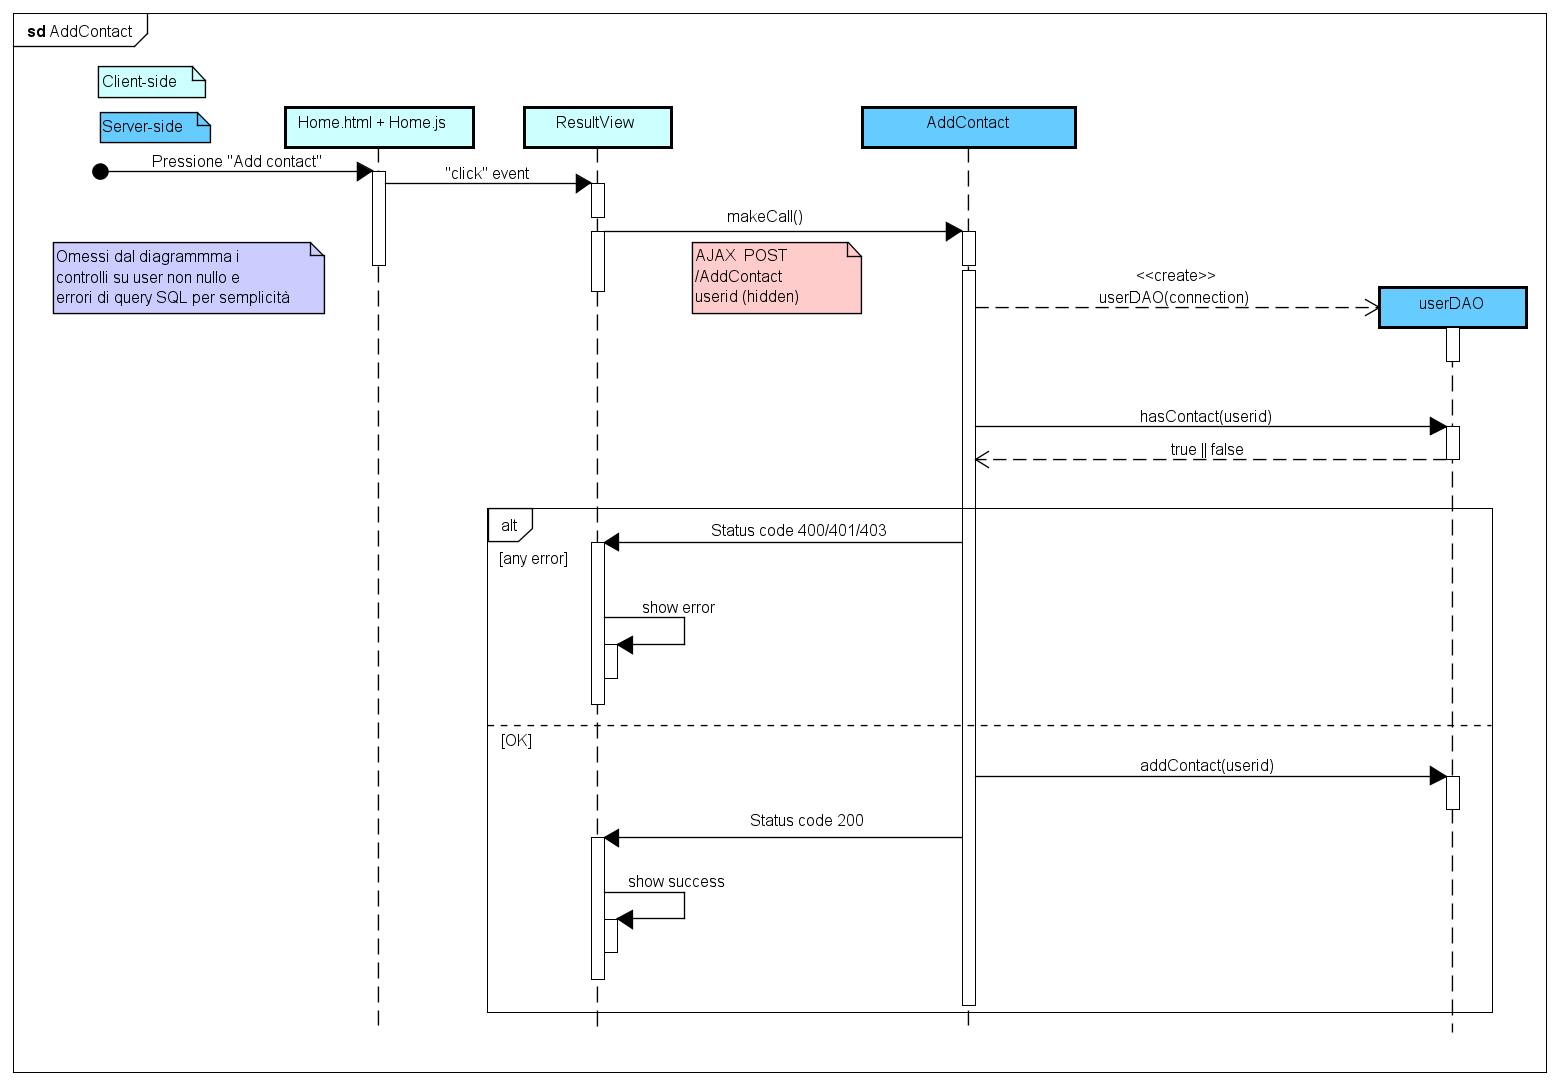 sd AddContact
Client-side
Server-side
Home.html + Home.js
ResultView
AddContact
Pressione "Add contact"
"click" event
makeCall()
Omessi dal diagrammma i
controlli su user non nullo e
errori di query SQL per semplicità
AJAX  POST
/AddContact
userid (hidden)
<<create>>
userDAO(connection)
userDAO
hasContact(userid)
true || false
alt
Status code 400/401/403
[any error]
show error
[OK]
addContact(userid)
Status code 200
show success